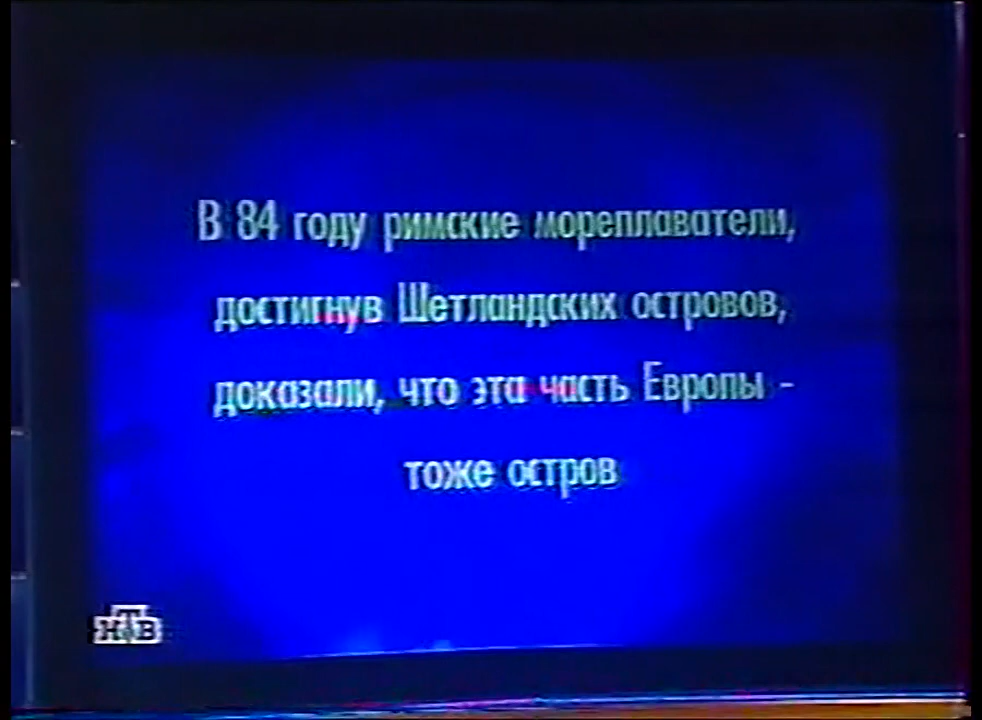 В 84 году римские мореплаватели,
достигнув Шетландских островов,
доказали, что эта часть Европы -
тоже остров
НТВ